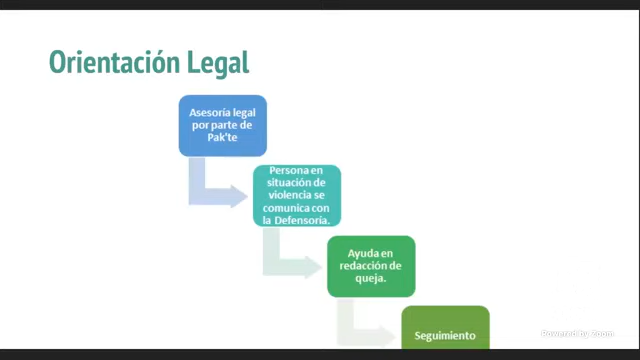 Orientación Legal
Asesoría legal
por parte de
Pak'te
Persona en
situación de
violencia se
comunica con
la Defensoría.
Ayuda en
redacción de
queja.
Seguimiento
Powered by Zoom